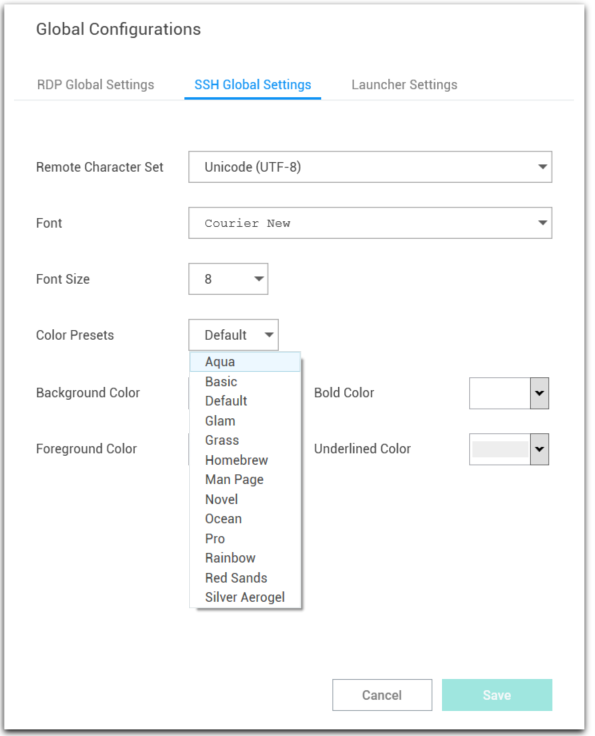 Global Configurations
RDP Global Settings SSH Global Settings Launcher Settings
Remote Character Set Unicode (UTF-8)
Font Courier New
Font Size 8
Color Presets Default
Aqua
Basic
Background Color Bold Color
Default
Glam
Grass
Foreground Color Underlined Color
Homebrew
Man Page
Novel
Ocean
Pro
Rainbow
Red Sands
Silver Aerogel
Cancel Save